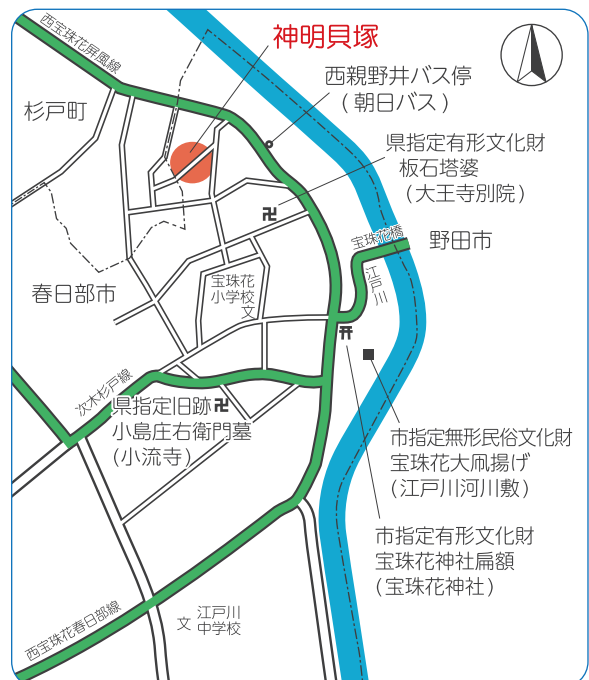 西宝珠花屏風線
神明貝塚
西親野井バス停
(朝日バス)
杉戸町
県指定有形文化財
板石塔婆
(大王寺別院)
卍
宝珠花橋
野田市
江戸川
春日部市
宝珠花
小学校
文
次木杉戸線
県指定旧跡卍
小島庄右衛門墓
(小流寺)
市指定無形民俗文化財
宝珠花大凧揚げ
(江戸川河川敷)
市指定有形文化財
宝珠花神社扁額
(宝珠花神社)
西宝珠花春日部線
文
江戸川
中学校